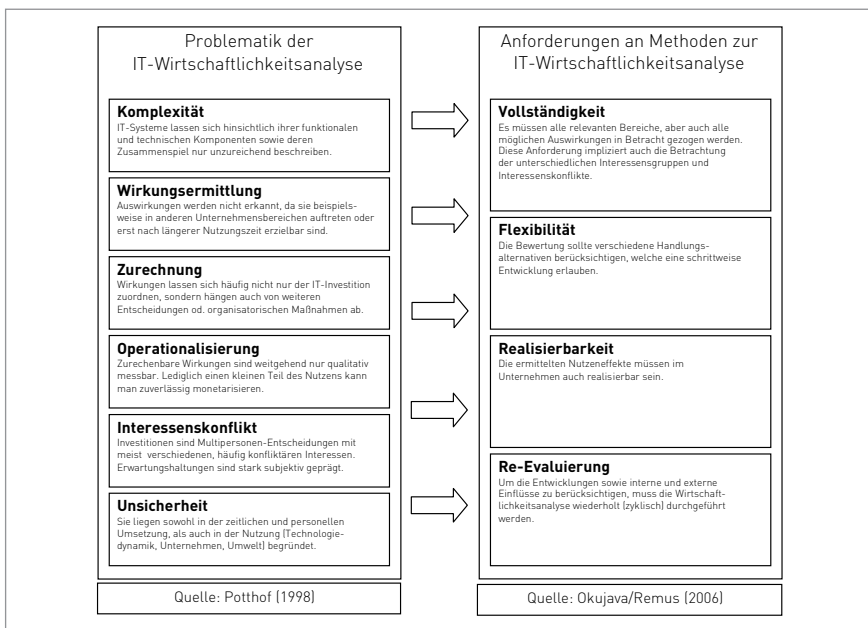 Problematik der
IT-Wirtschaftlichkeitsanalyse
Komplexität
IT-Systeme lassen sich hinsichtlich ihrer funktionalen
und technischen Komponenten sowie deren
Zusammenspiel nur unzureichend beschreiben.
Wirkungsermittlung
Auswirkungen werden nicht erkannt, da sie beispiels-
weise in anderen Unternehmensbereichen auftreten oder
erst nach längerer Nutzungszeit erzielbar sind.
Zurechnung
Wirkungen lassen sich häufig nicht nur der IT-Investition
zuordnen, sondern hängen auch von weiteren
Entscheidungen od. organisatorischen Maßnahmen ab.
Operationalisierung
Zurechenbare Wirkungen sind weitgehend nur qualitativ
messbar. Lediglich einen kleinen Teil des Nutzens kann
man zuverlässig monetarisieren.
Interessenskonflikt
Investitionen sind Multipersonen-Entscheidungen mit
meist verschiedenen, häufig konfliktären Interessen.
Erwartungshaltungen sind stark subjektiv geprägt.
Unsicherheit
Sie liegen sowohl in der zeitlichen und personellen
Umsetzung, als auch in der Nutzung (Technologie-
dynamik, Unternehmen, Umwelt) begründet.
Quelle: Potthof (1998)
Anforderungen an Methoden zur
IT-Wirtschaftlichkeitsanalyse
Vollständigkeit
Es müssen alle relevanten Bereiche, aber auch alle
möglichen Auswirkungen in Betracht gezogen werden.
Diese Anforderung impliziert auch die Betrachtung
der unterschiedlichen Interessensgruppen und
Interessenskonflikte.
Flexibilität
Die Bewertung sollte verschiedene Handlungs-
alternativen berücksichtigen, welche eine schrittweise
Entwicklung erlauben.
Realisierbarkeit
Die ermittelten Nutzeneffekte müssen im
Unternehmen auch realisierbar sein.
Re-Evaluierung
Um die Entwicklungen sowie interne und externe
Einflüsse zu berücksichtigen, muss die Wirtschaft-
lichkeitsanalyse wiederholt (zyklisch) durchgeführt
werden.
Quelle: Okujava/Remus (2006)